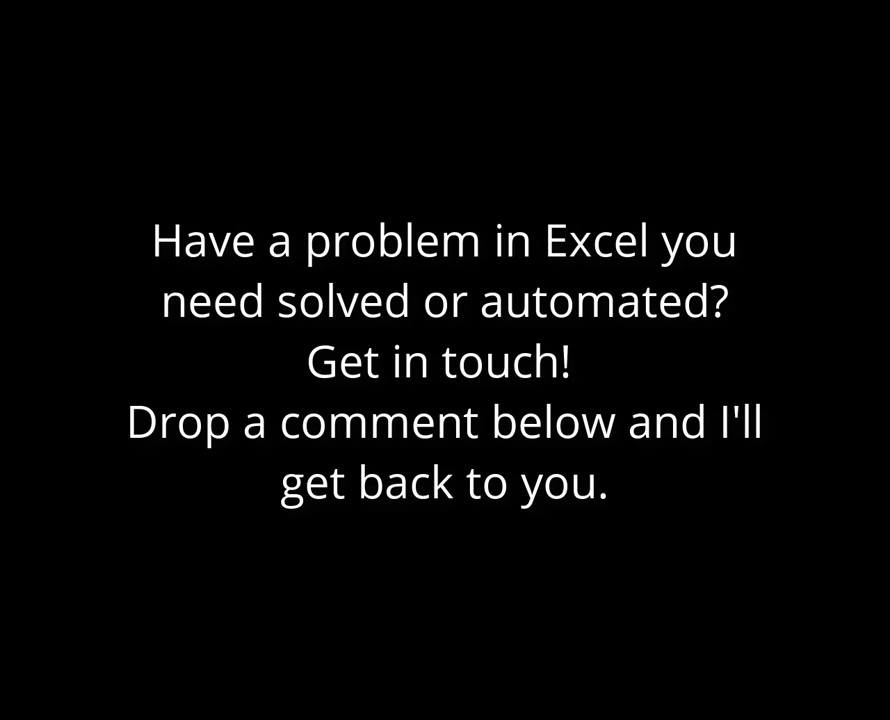 Have a problem in Excel you
need solved or automated?
Get in touch!
Drop a comment below and I'll
get back to you.